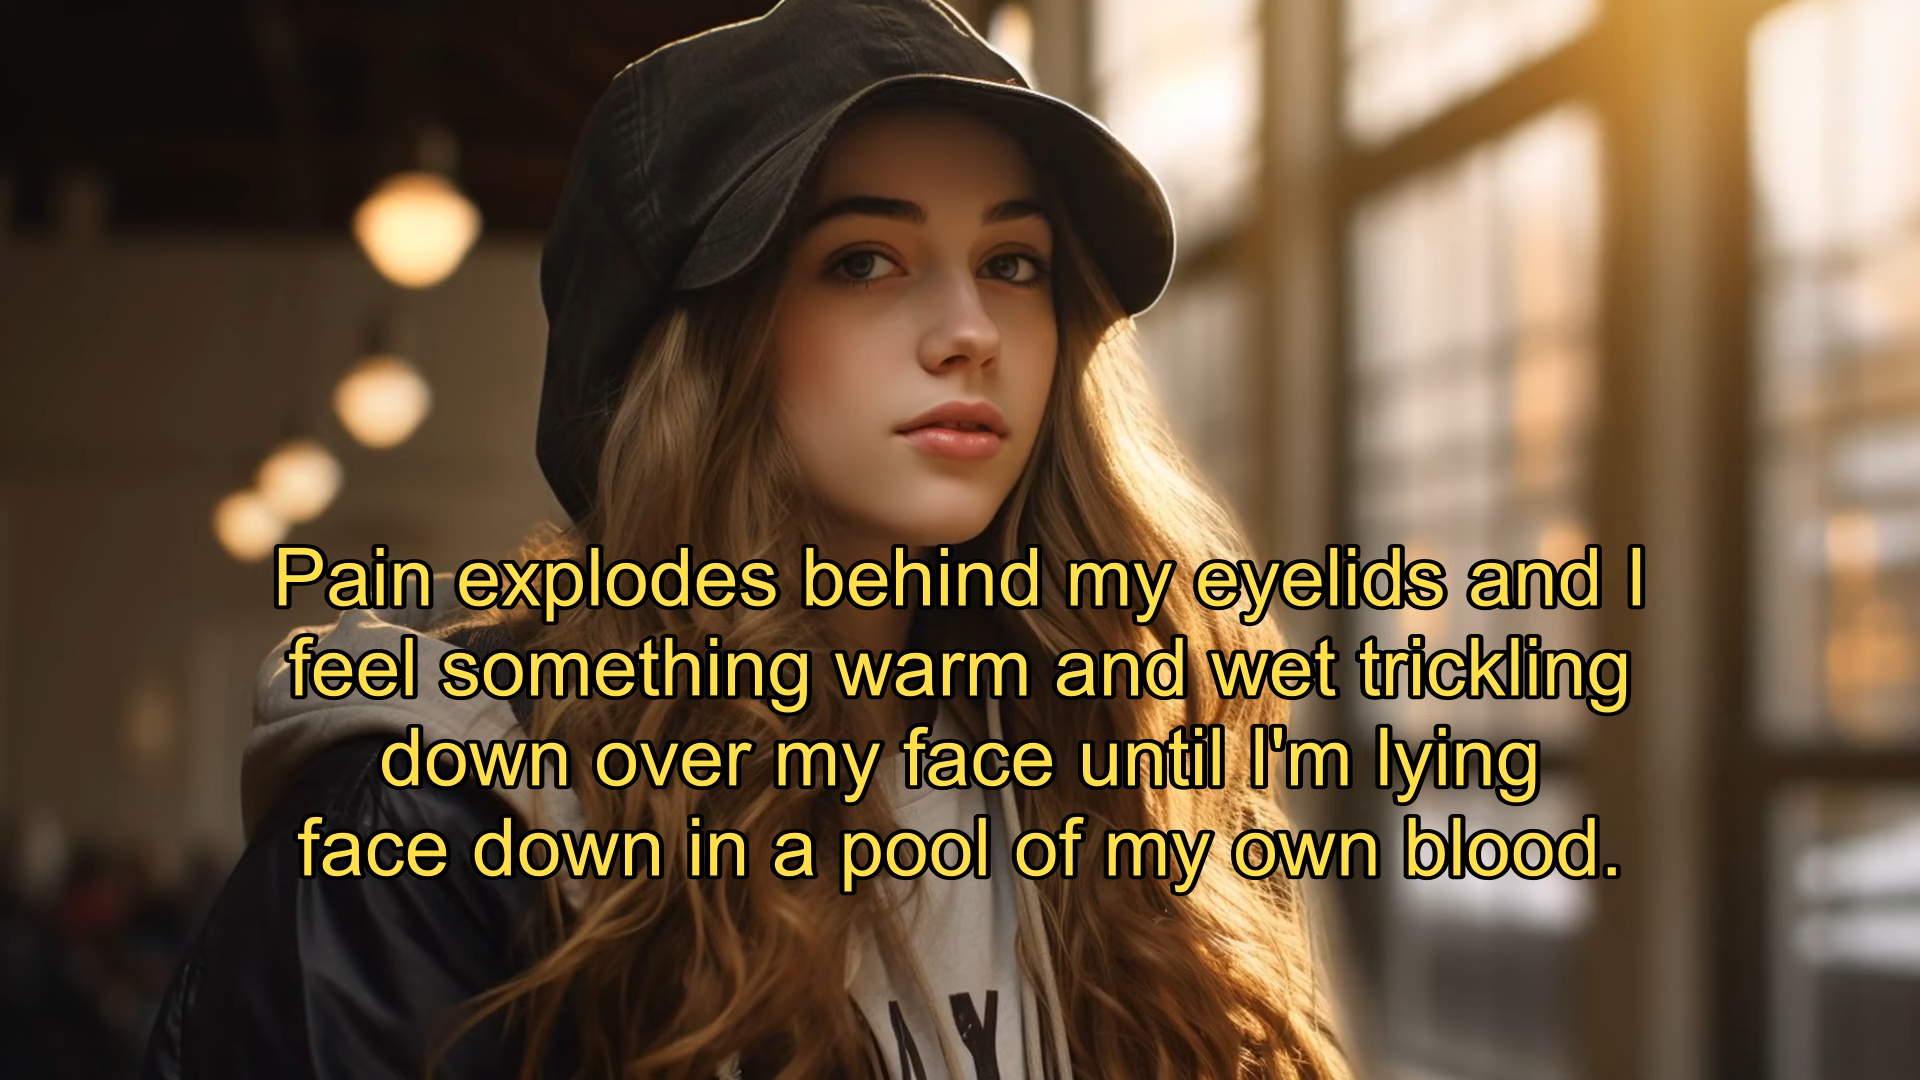 Pain explodes behind my eyelids and I
feel something warm and wet trickling
down over my face until I'm lying
face down in a pool of my own blood.
AY